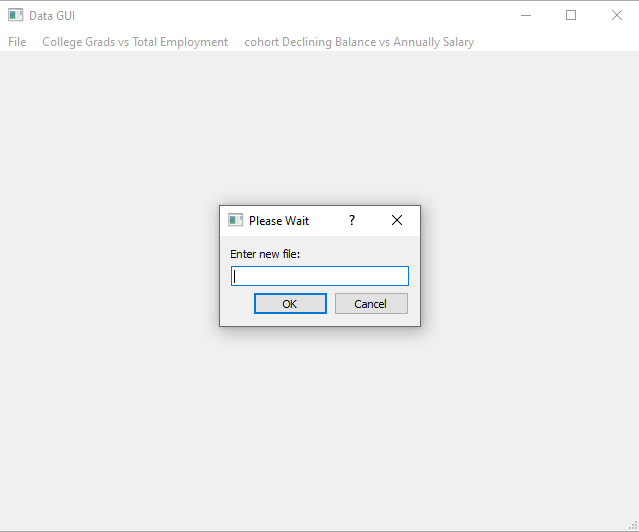 Data GUI
File College Grads vs Total Employment cohort Declining Balance vs Annually Salary
Please Wait ?
Enter new file:
OK Cancel